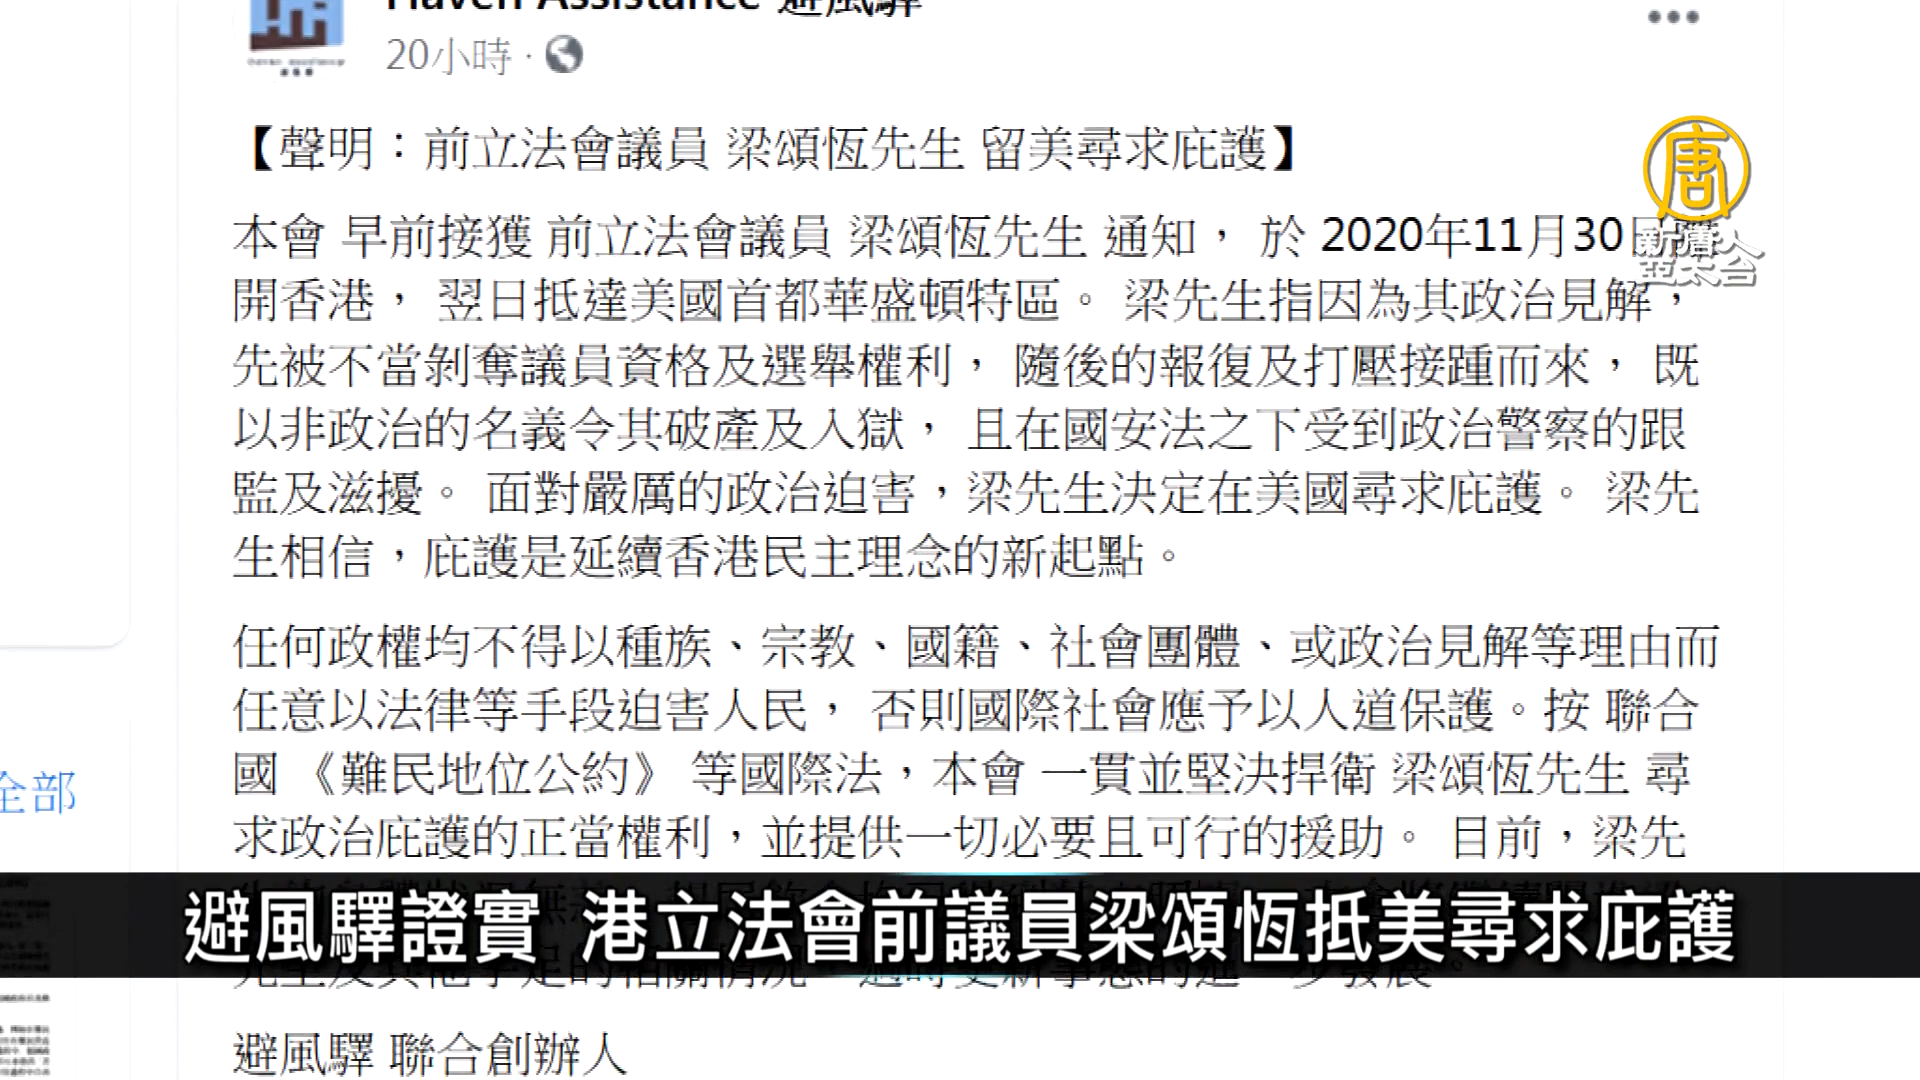 Haven Assistance 避風驛
20小時
【聲明：前立法會議員 梁頌恆先生 留美尋求庇護】
本會 早前接獲 前立法會議員 梁頌恆先生 通知， 於 2020年11月30日離
開香港， 翌日抵達美國首都華盛頓特區。 梁先生指因為其政治見解，
先被不當剝奪議員資格及選舉權利， 隨後的報復及打壓接踵而來， 既
以非政治的名義令其破產及入獄， 且在國安法之下受到政治警察的跟
監及滋擾。 面對嚴厲的政治迫害，梁先生決定在美國尋求庇護。 梁先
生相信，庇護是延續香港民主理念的新起點。
任何政權均不得以種族、宗教、國籍、社會團體、或政治見解等理由而
任意以法律等手段迫害人民， 否則國際社會應予以人道保護。按 聯合
國 《難民地位公約》 等國際法，本會 一貫並堅決捍衛 梁頌恆先生 尋
求政治庇護的正當權利，並提供一切必要且可行的援助。 目前，梁先
避風驛證實 港立法會前議員梁頌恆抵美尋求庇護
避風驛 聯合創辦人
全部
唐
新唐人
亞太台